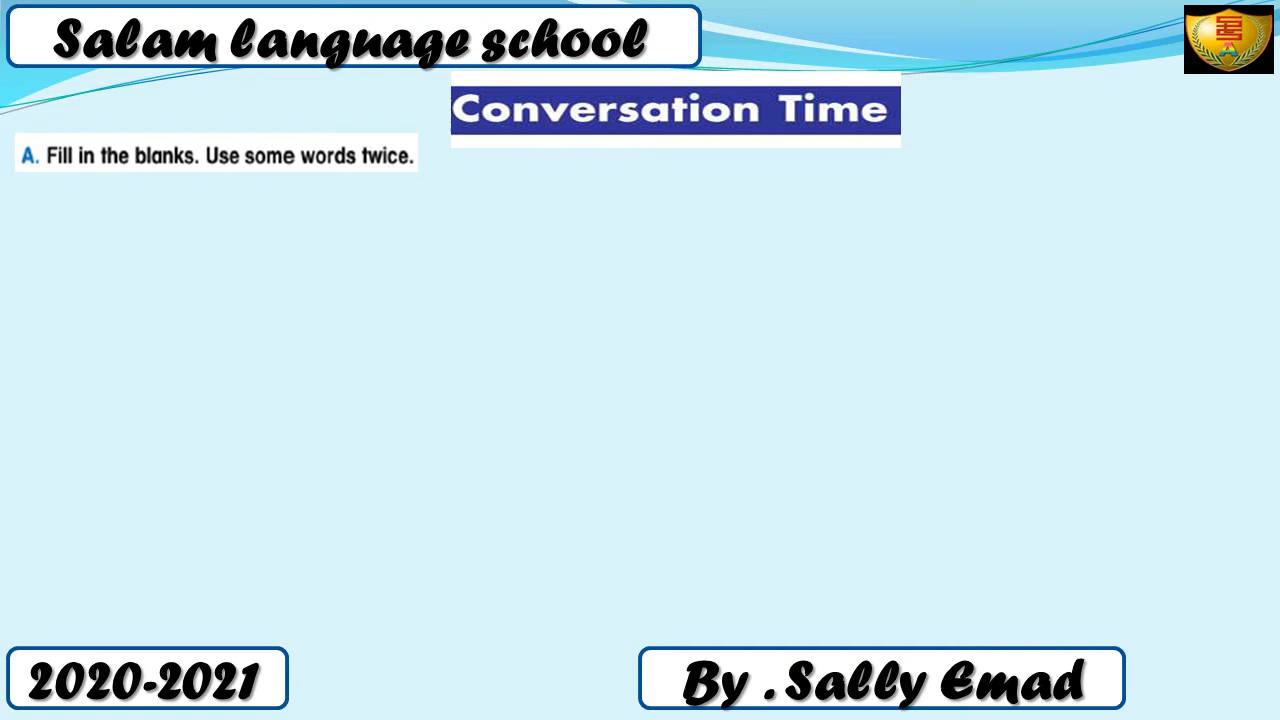 Salam language school
Conversation Time
A. Fill in the blanks. Use some words twice.
2020-2021
By . Sally Emad